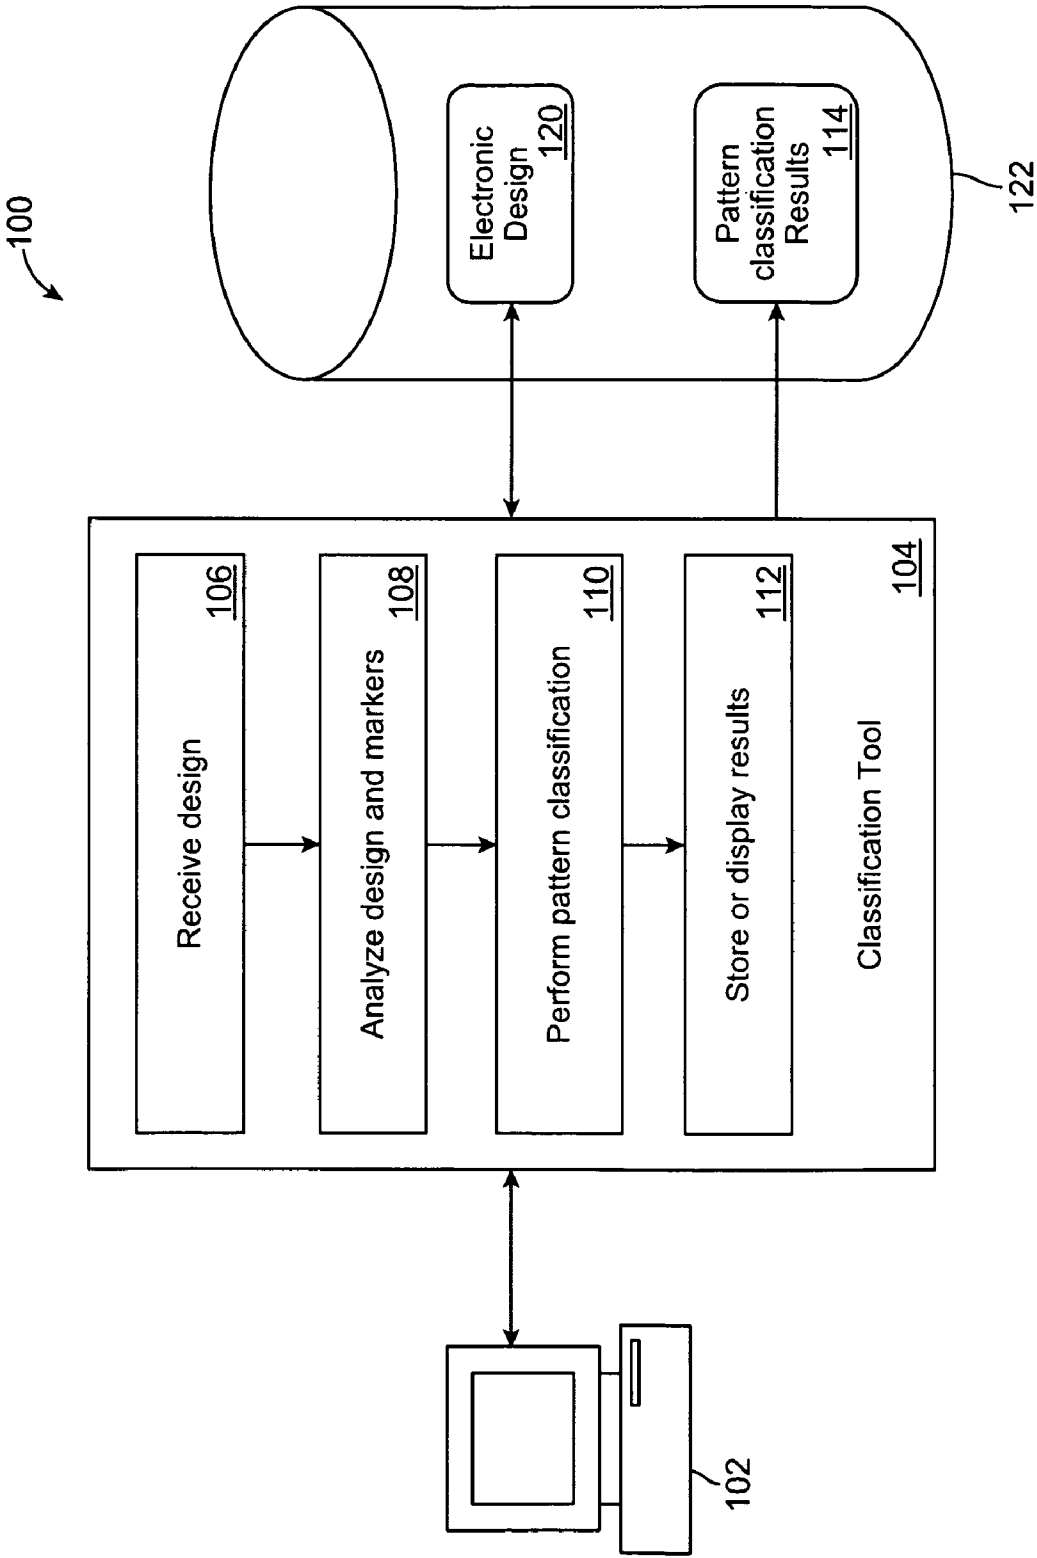 100
Receive design
106
Analyze design and markers
108
Perform pattern classification
110
Store or display results
112
Classification Tool
104
Electronic
Design
120
Pattern
classification
Results
114
102
122